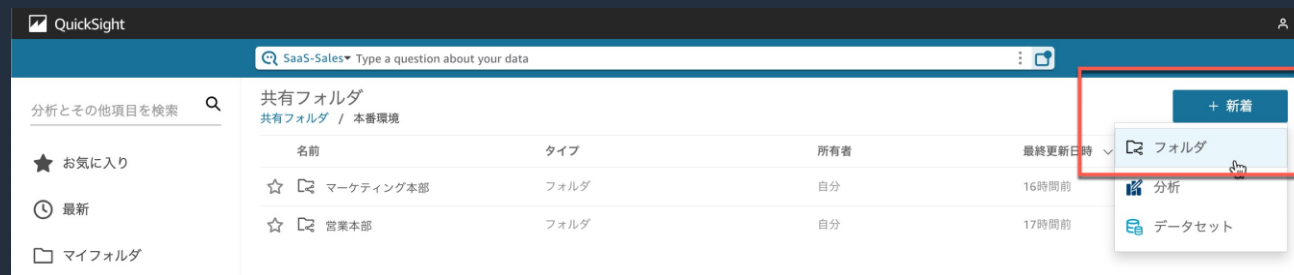 QuickSight
SaaS-Sales Type a question about your data
分析とその他項目を検索
お気に入り
最新
マイフォルダ
共有フォルダ
共有フォルダ / 本番環境
名前 タイプ 所有者 最終更新日時
マーケティング本部 フォルダ 自分 16時間前
営業本部 フォルダ 自分 17時間前
+ 新着
フォルダ
分析
データセット